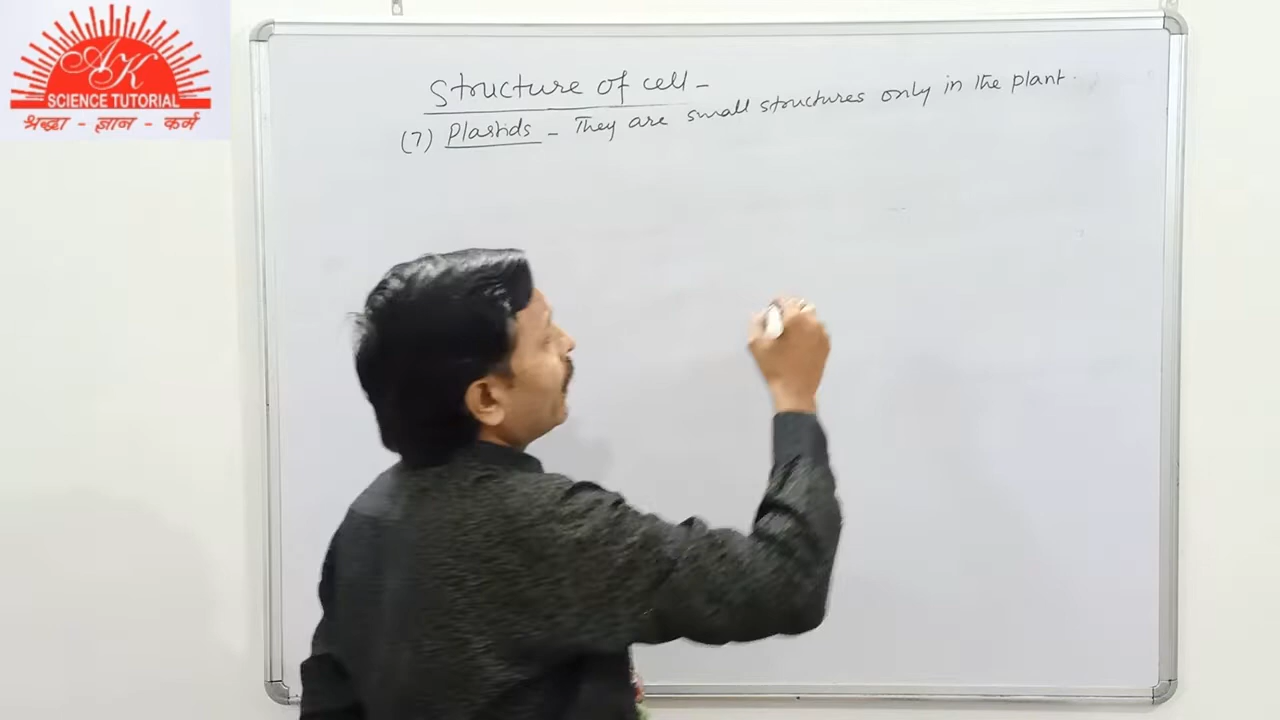 AK
SCIENCE TUTORIAL
श्रद्धा - ज्ञान - कर्म
Structure of cell -
(7) Plastids - They are small structures only in the plant.